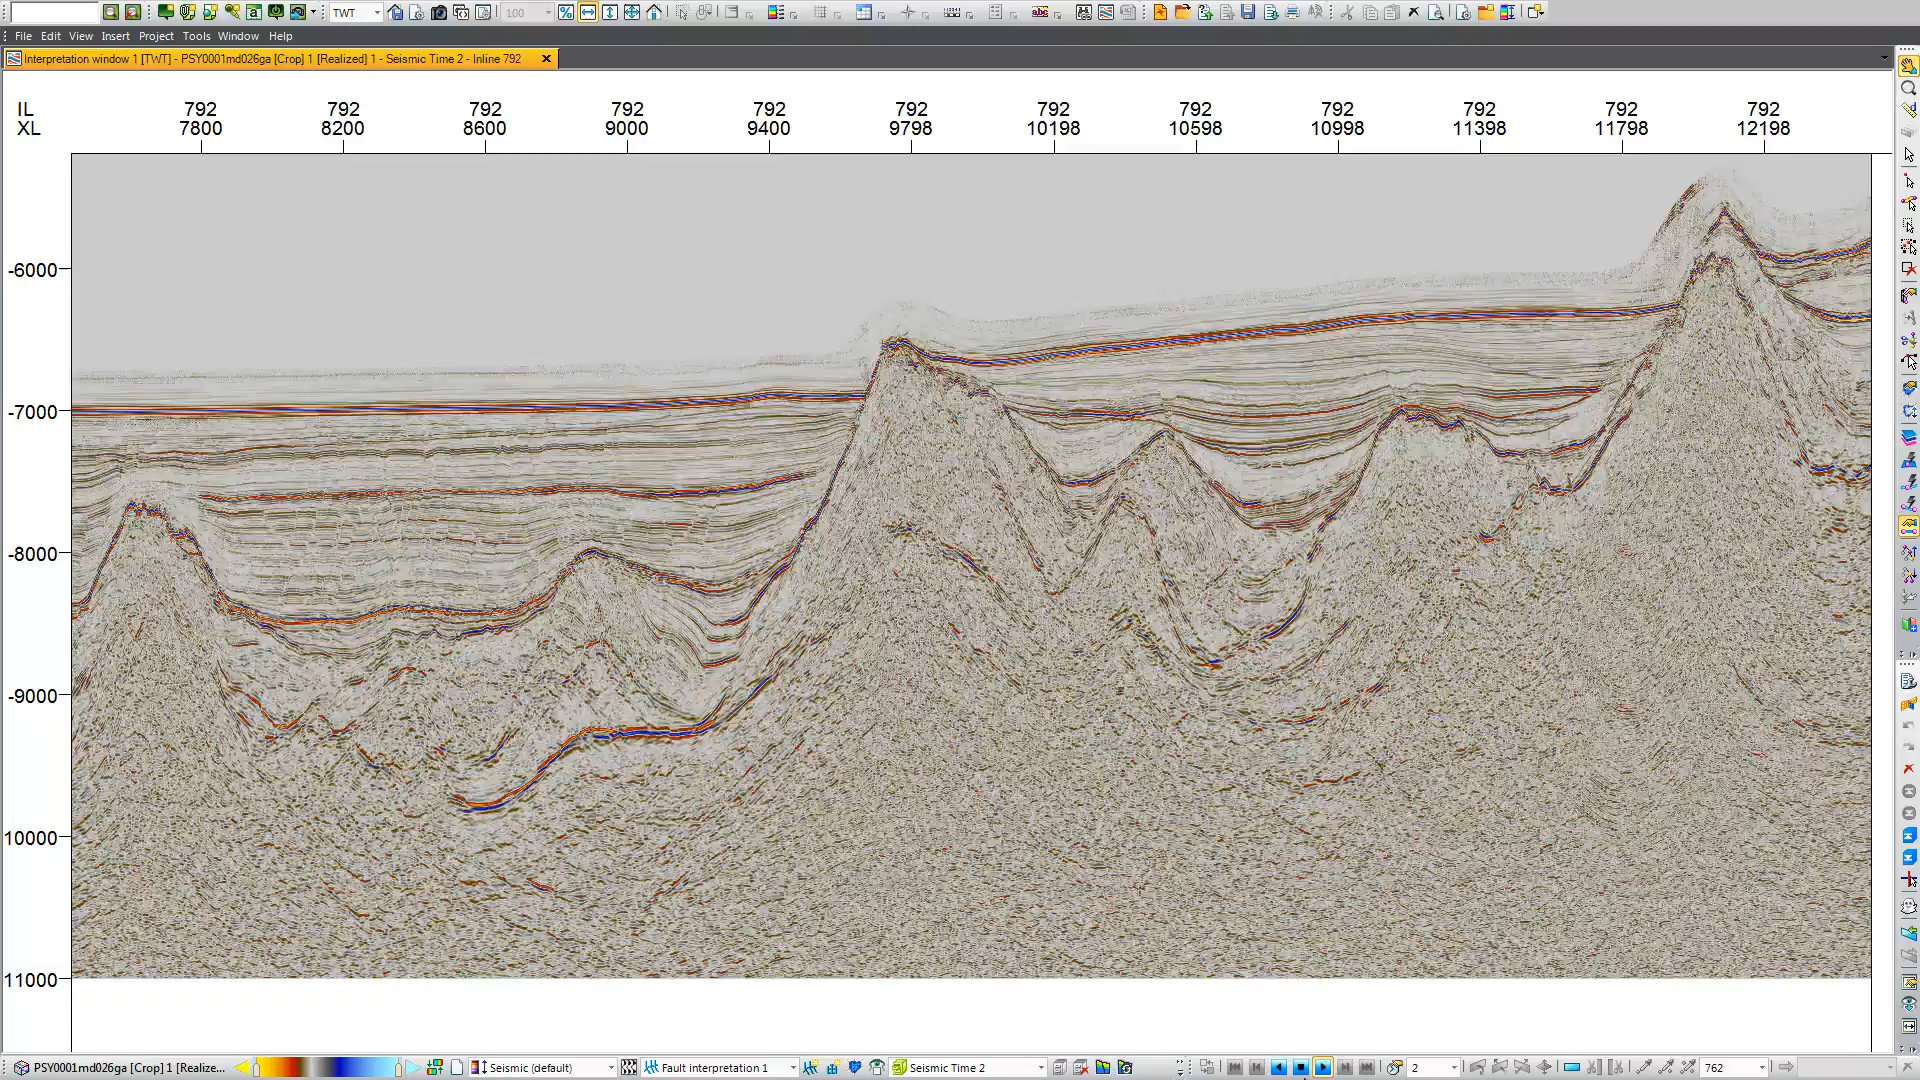 TWT
100
abc
File Edit View Insert Project Tools Window Help
Interpretation window 1 [TWT] - PSY0001md026ga [Crop] 1 [Realized] 1 - Seismic Time 2 - Inline 792
IL 792 792 792 792 792 792 792 792 792 792 792 792
XL 7800 8200 8600 9000 9400 9798 10198 10598 10998 11398 11798 12198
-6000
-7000
-8000
-9000
10000
11000
PSY0001md026ga [Crop] 1 [Realize... Seismic (default) Fault interpretation 1 Seismic Time 2 2 762